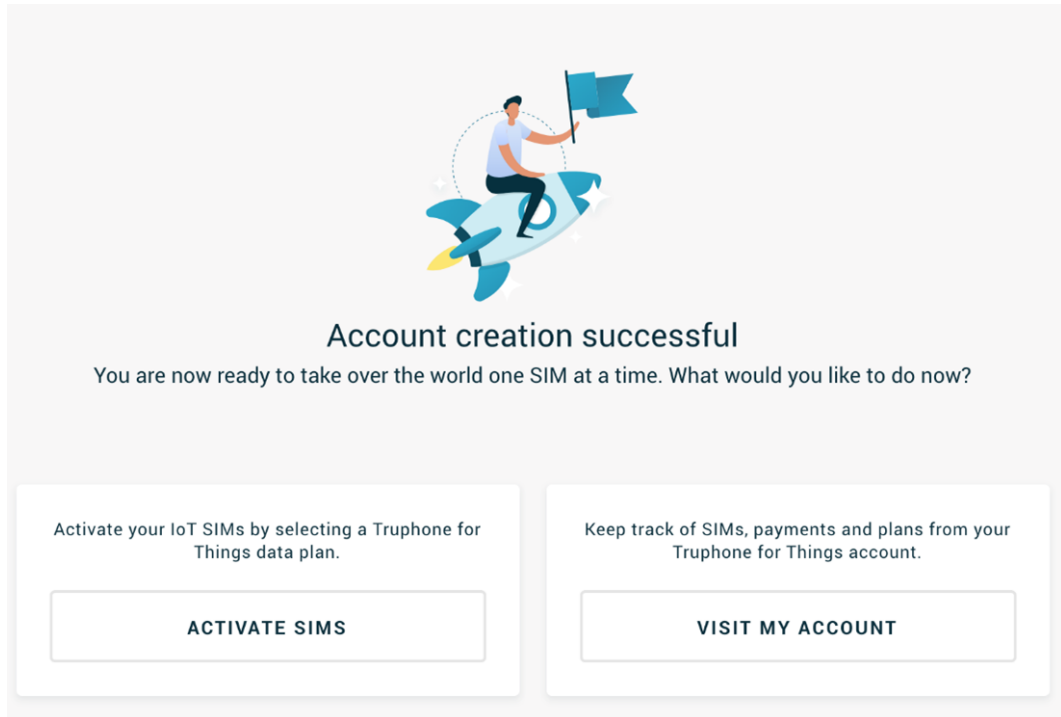 Account creation successful
You are now ready to take over the world one SIM at a time. What would you like to do now?
Activate your IoT SIMs by selecting a Truphone for
Things data plan.
ACTIVATE SIMS
Keep track of SIMs, payments and plans from your
Truphone for Things account.
VISIT MY ACCOUNT